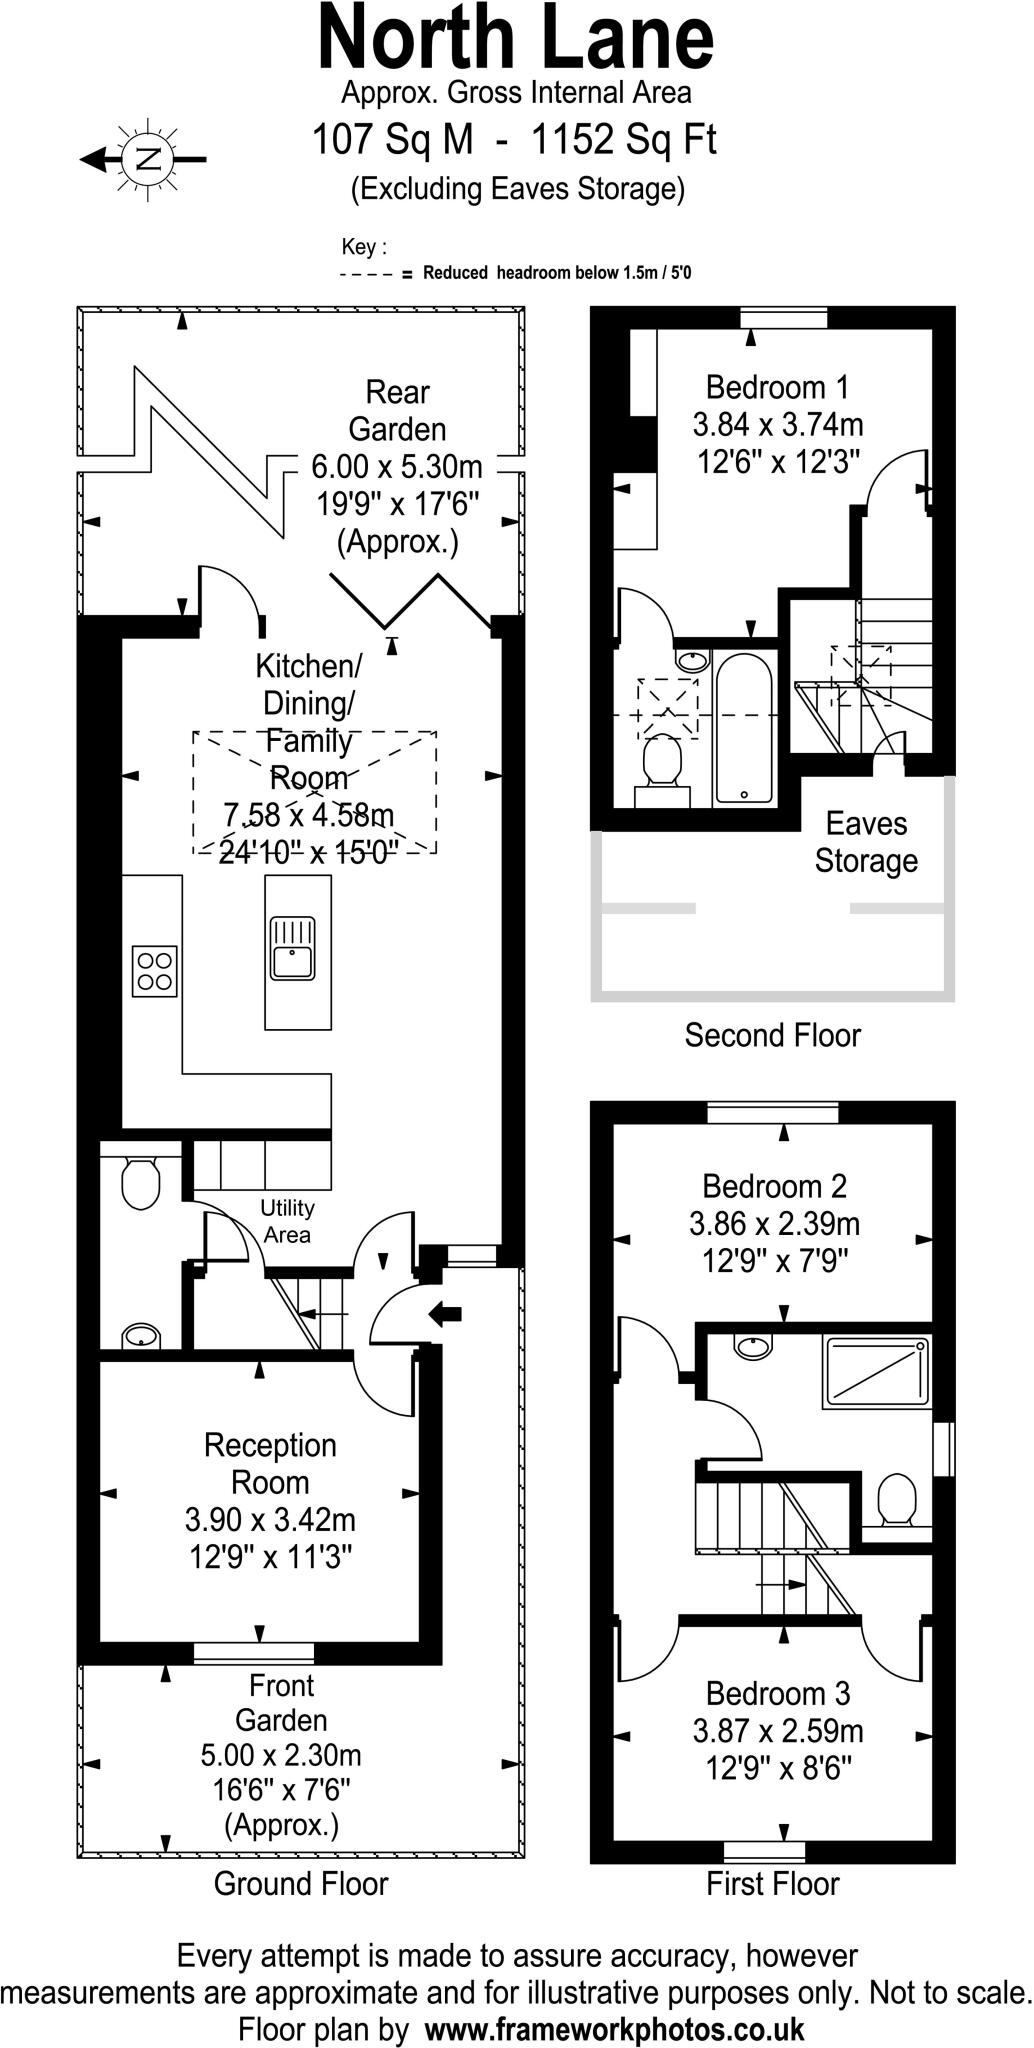 North Lane
Approx. Gross Internal Area
107 Sq M - 1152 Sq Ft
(Excluding Eaves Storage)
N
Key :
---- = Reduced headroom below 1.5m / 5'0
Rear
Garden
6.00 x 5.30m
19'9" x 17'6"
(Approx.)
Kitchen/
Dining/
Family
Room
7.58 x 4.58m
24'10" x 15'0"
Utility
Area
Reception
Room
3.90 x 3.42m
12'9" x 11'3"
Front
Garden
5.00 x 2.30m
16'6" x 7'6"
(Approx.)
Ground Floor
Bedroom 1
3.84 x 3.74m
12'6" x 12'3"
Eaves
Storage
Second Floor
Bedroom 2
3.86 x 2.39m
12'9" x 7'9"
Bedroom 3
3.87 x 2.59m
12'9" x 8'6"
First Floor
Every attempt is made to assure accuracy, however
measurements are approximate and for illustrative purposes only. Not to scale.
Floor plan by www.frameworkphotos.co.uk